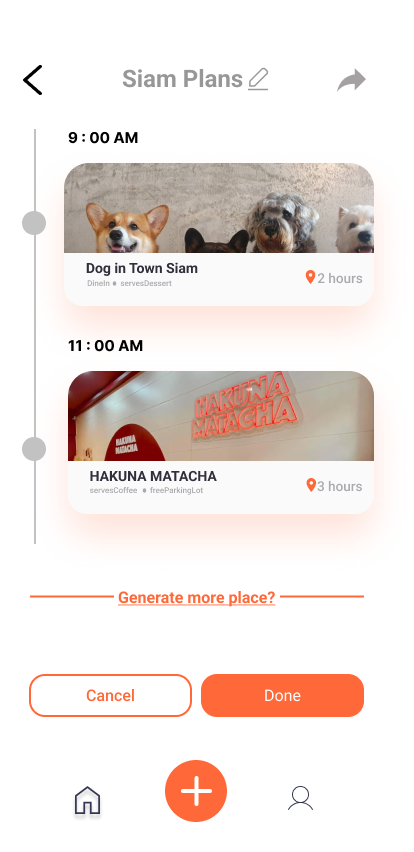 Siam Plans
9 : 00 AM
Dog in Town Siam
DineIn • servesDessert
2 hours
11 : 00 AM
HAKUNA
MATACHA
HAKUNA
MATACHA
HAKUNA MATACHA
servesCoffee • freeParkingLot
3 hours
Generate more place?
Cancel
Done